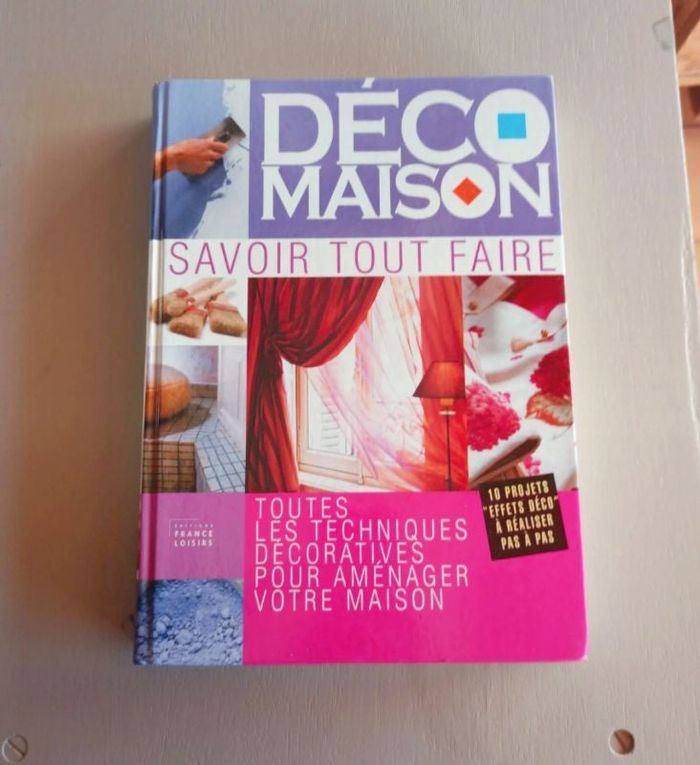 DÉCO
MAISON
SAVOIR TOUT FAIRE
10 PROJETS
"EFFETS DÉCO"
À RÉALISER
PAS À PAS
ÉDITIONS
FRANCE
LOISIRS
TOUTES
LES TECHNIQUES
DÉCORATIVES
POUR AMÉNAGER
VOTRE MAISON